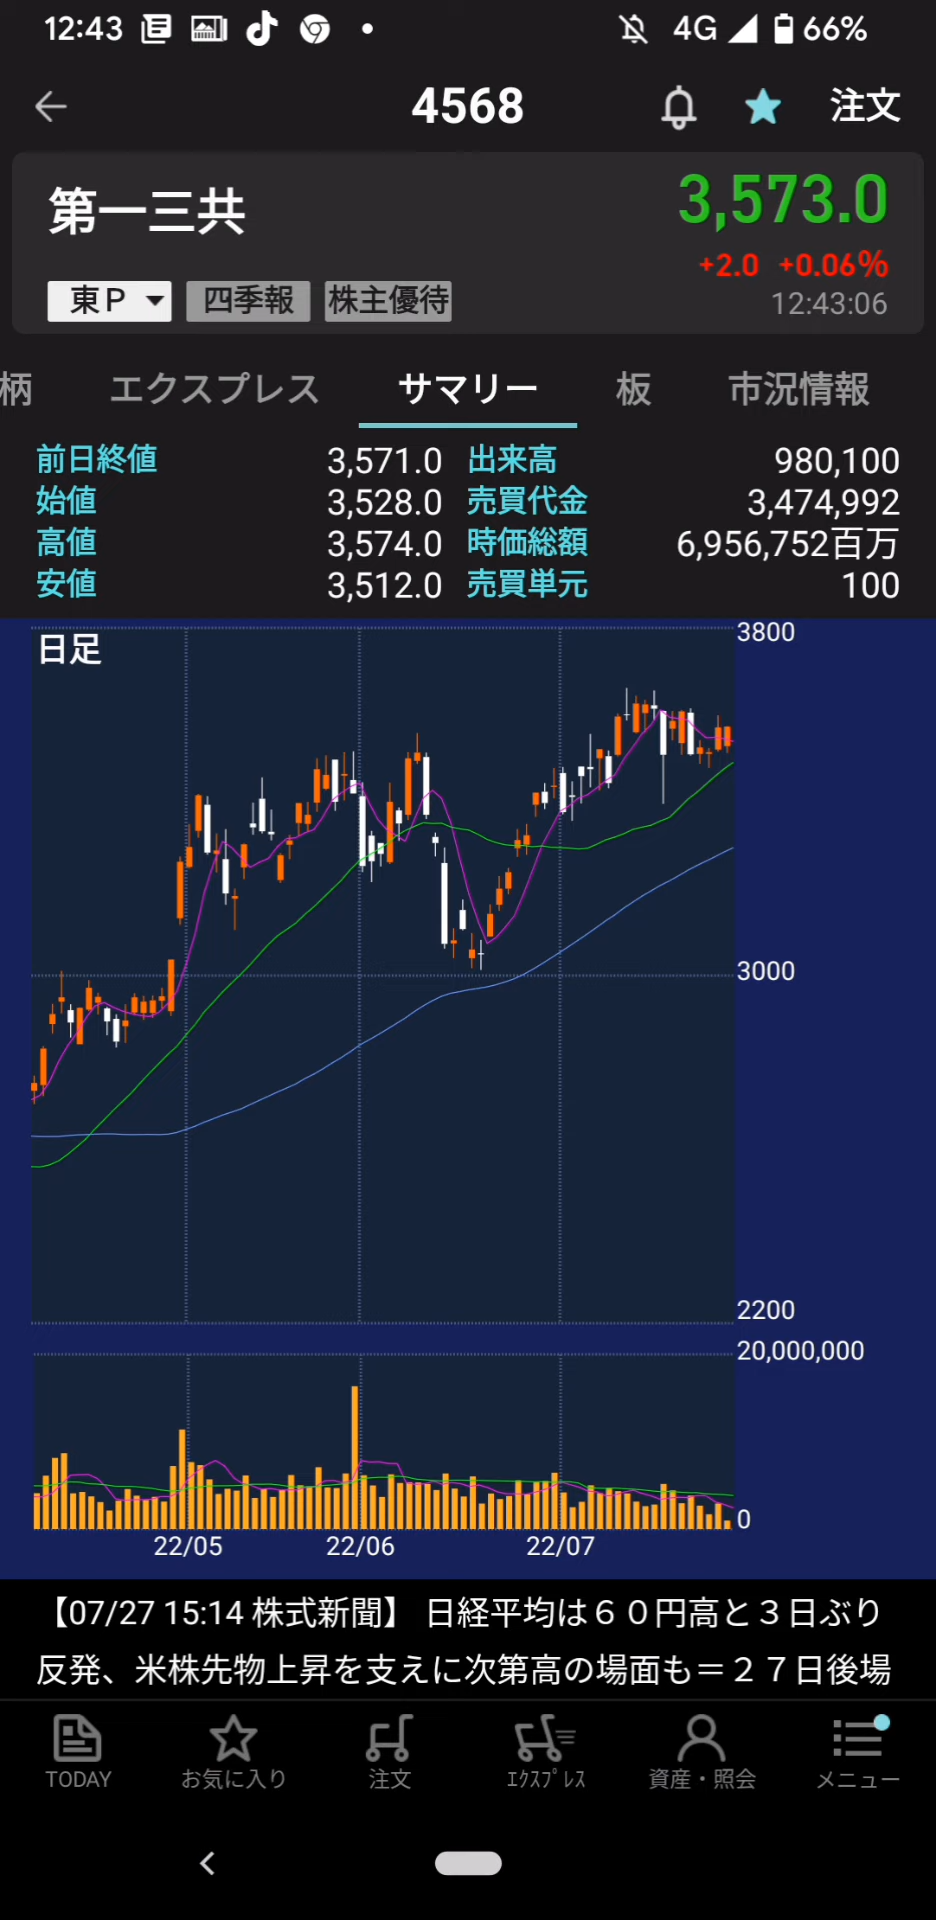 12:43 4G 66%
4568 注文
第一三共 3,573.0
+2.0 +0.06%
東P 四季報 株主優待 12:43:06
柄 エクスプレス サマリー 板 市況情報
前日終値 3,571.0 出来高 980,100
始値 3,528.0 売買代金 3,474,992
高値 3,574.0 時価総額 6,956,752百万
安値 3,512.0 売買単元 100
日足 3800
3000
2200
20,000,000
0
22/05 22/06 22/07
【07/27 15:14 株式新聞】 日経平均は６０円高と３日ぶり
反発、米株先物上昇を支えに次第高の場面も＝２７日後場
TODAY お気に入り 注文 ｴｸｽﾌﾟﾚｽ 資産・照会 メニュー